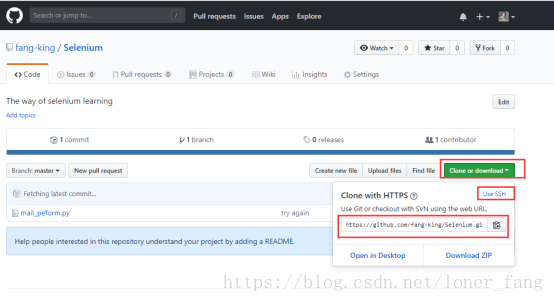 Search or jump to... /
Pull requests Issues Apps Explore
fang-king / Selenium
Watch 0 Star 0 Fork 0
Code Issues 0 Pull requests 0 Projects 0 Wiki Insights Settings
The way of selenium learning
Edit
Add topics
1 commit 1 branch 0 releases 1 contributor
Branch: master New pull request Create new file Upload files Find file Clone or download
Fetching latest commit...
mail_peform.py try again
Help people interested in this repository understand your project by adding a README.
Clone with HTTPS Use SSH
Use Git or checkout with SVN using the web URL.
https://github.com/fang-king/Selenium.gi
Open in Desktop Download ZIP
https://blog.csdn.net/loner_fang